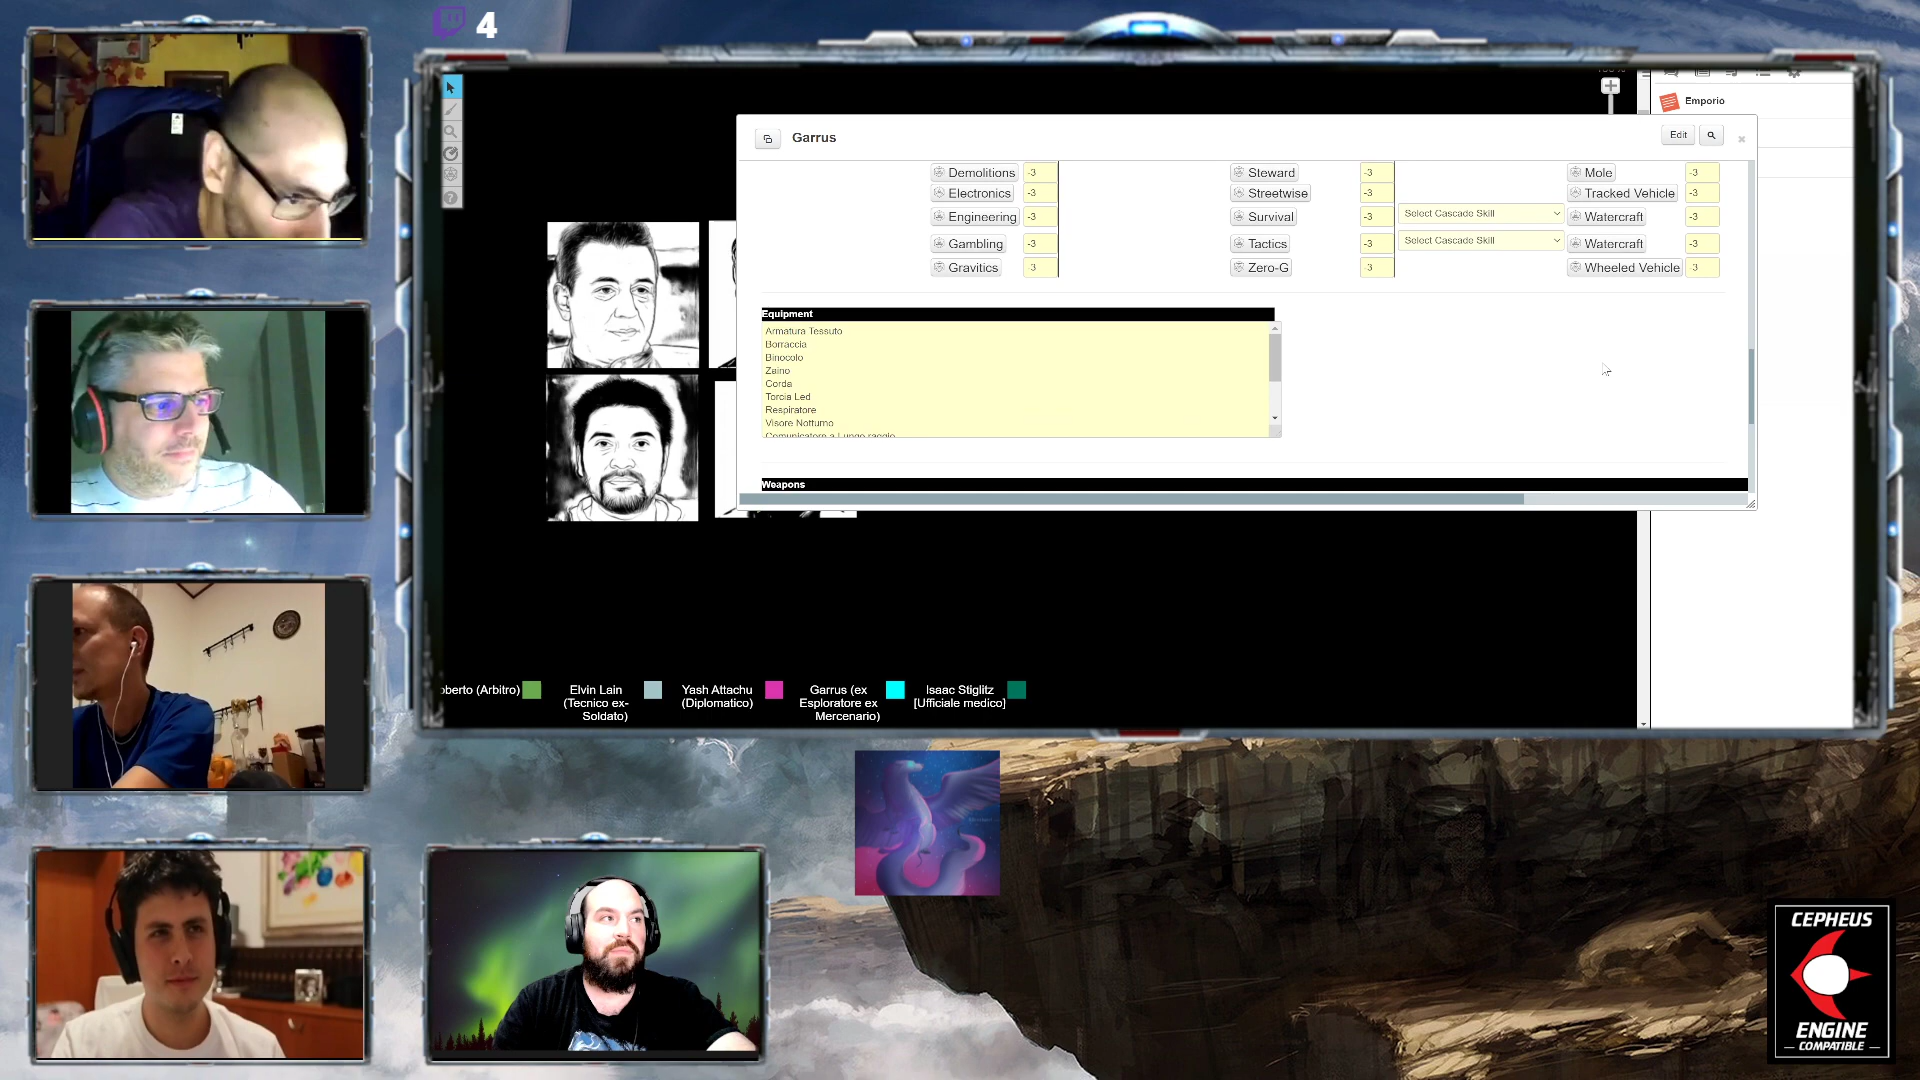 4
Emporio
Garrus
Edit
Demolitions -3 Steward -3 Mole -3
Electronics -3 Streetwise -3 Tracked Vehicle -3
Engineering -3 Survival -3 Select Cascade Skill Watercraft -3
Gambling -3 Tactics -3 Select Cascade Skill Watercraft -3
Gravitics -3 Zero-G -3 Wheeled Vehicle -3
Equipment
Armatura Tessuto
Borraccia
Binocolo
Zaino
Corda
Torcia Led
Respiratore
Visore Notturno
Comunicatore a Lungo raggio
Weapons
oberto (Arbitro)
Elvin Lain
(Tecnico ex-
Soldato)
Yash Attachu
(Diplomatico)
Garrus (ex
Esploratore ex
Mercenario)
Isaac Stiglitz
[Ufficiale medico]
CEPHEUS
ENGINE
— COMPATIBLE —